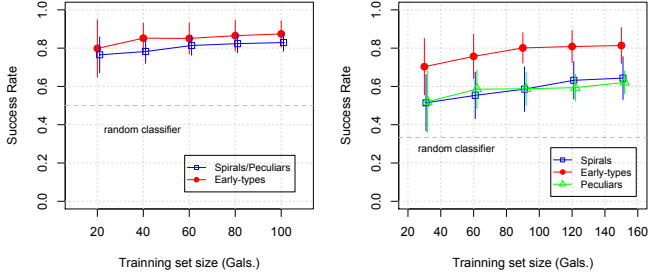 1.0
0.8
0.6
0.4
0.2
0.0
Success Rate
random classifier
Spirals/Peculiars
Early-types
20 40 60 80 100
Trainning set size (Gals.)
1.0
0.8
0.6
0.4
0.2
0.0
Success Rate
random classifier
Spirals
Early-types
Peculiars
20 40 60 80 100 120 140 160
Trainning set size (Gals.)